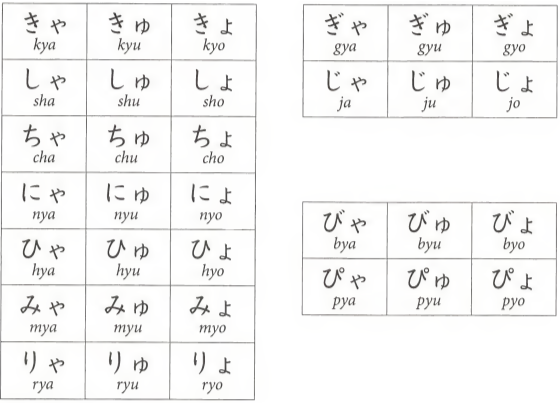 きゃ きゅ きょ
kya kyu kyo
しゃ しゅ しょ
sha shu sho
ちゃ ちゅ ちょ
cha chu cho
にゃ にゅ にょ
nya nyu nyo
ひゃ ひゅ ひょ
hya hyu hyo
みゃ みゅ みょ
mya myu myo
りゃ りゅ りょ
rya ryu ryo
ぎゃ ぎゅ ぎょ
gya gyu gyo
じゃ じゅ じょ
ja ju jo
びゃ びゅ びょ
bya byu byo
ぴゃ ぴゅ ぴょ
pya pyu pyo